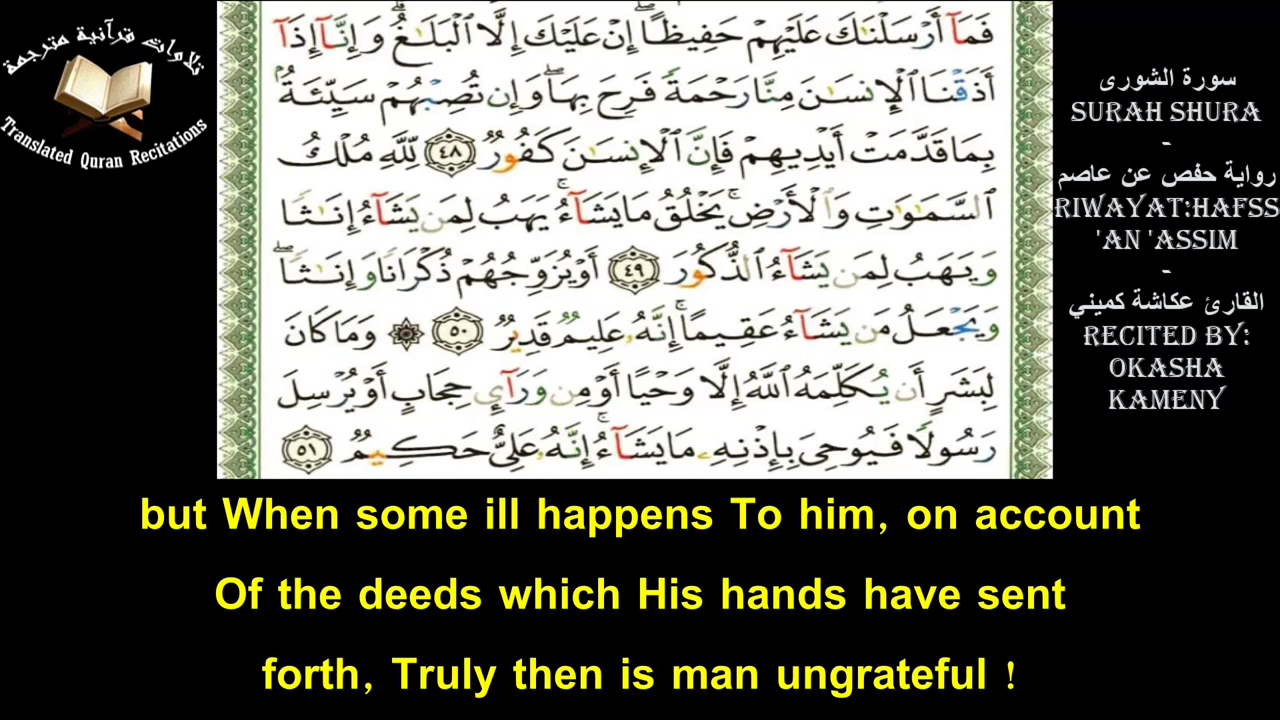 تلاوات قرآنية مترجمة
Translated Quran Recitations
فَمَآ أَرۡسَلۡنَٰكَ عَلَيۡهِمۡ حَفِيظًاۖ إِنۡ عَلَيۡكَ إِلَّا ٱلۡبَلَٰغُۗ وَإِنَّآ إِذَآ
أَذَقۡنَا ٱلۡإِنسَٰنَ مِنَّا رَحۡمَةٗ فَرِحَ بِهَاۖ وَإِن تُصِبۡهُمۡ سَيِّئَةُۢ
بِمَا قَدَّمَتۡ أَيۡدِيهِمۡ فَإِنَّ ٱلۡإِنسَٰنَ كَفُورٞ ٤٨ لِّلَّهِ مُلۡكُ
ٱلسَّمَٰوَٰتِ وَٱلۡأَرۡضِۚ يَخۡلُقُ مَا يَشَآءُۚ يَهَبُ لِمَن يَشَآءُ إِنَٰثٗا
وَيَهَبُ لِمَن يَشَآءُ ٱلذُّكُورَ ٤٩ أَوۡ يُزَوِّجُهُمۡ ذُكۡرَانٗا وَإِنَٰثٗاۖ
وَيَجۡعَلُ مَن يَشَآءُ عَقِيمًاۚ إِنَّهُۥ عَلِيمٞ قَدِيرٞ ٥٠ ۞ وَمَا كَانَ
لِبَشَرٍ أَن يُكَلِّمَهُ ٱللَّهُ إِلَّا وَحۡيًا أَوۡ مِن وَرَآيِٕ حِجَابٍ أَوۡ يُرۡسِلَ
رَسُولٗا فَيُوحِيَ بِإِذۡنِهِۦ مَا يَشَآءُۚ إِنَّهُۥ عَلِيٌّ حَكِيمٞ ٥١
سورة الشورى
SURAH SHURA
-
رواية حفص عن عاصم
RIWAYAT:HAFSS
'AN 'ASSIM
-
القارئ عكاشة كميني
RECITED BY:
OKASHA
KAMENY
but When some ill happens To him, on account
Of the deeds which His hands have sent
forth, Truly then is man ungrateful !